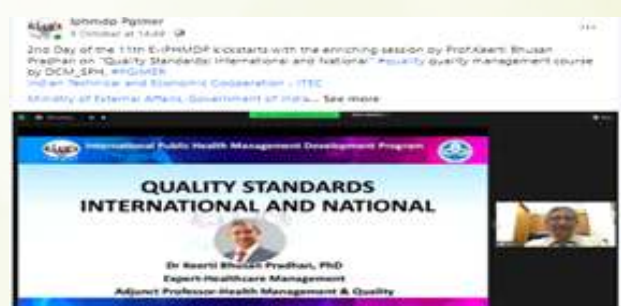 Iphmdp Pgimer
5 October at 14:49
2nd Day of the 11th E-IPHMDP kickstarts with the enriching session by Prof.Keerti Bhusan
Pradhan on "Quality Standards: International and National" #quality quality management course
by DCM_SPH, #PGIMER
Indian Technical and Economic Cooperation - ITEC
Ministry of External Affairs, Government of India... See more
International Public Health Management Development Program
QUALITY STANDARDS
INTERNATIONAL AND NATIONAL
Dr Keerti Bhusan Pradhan, PhD
Expert-Healthcare Management
Adjunct Professor-Health Management & Quality